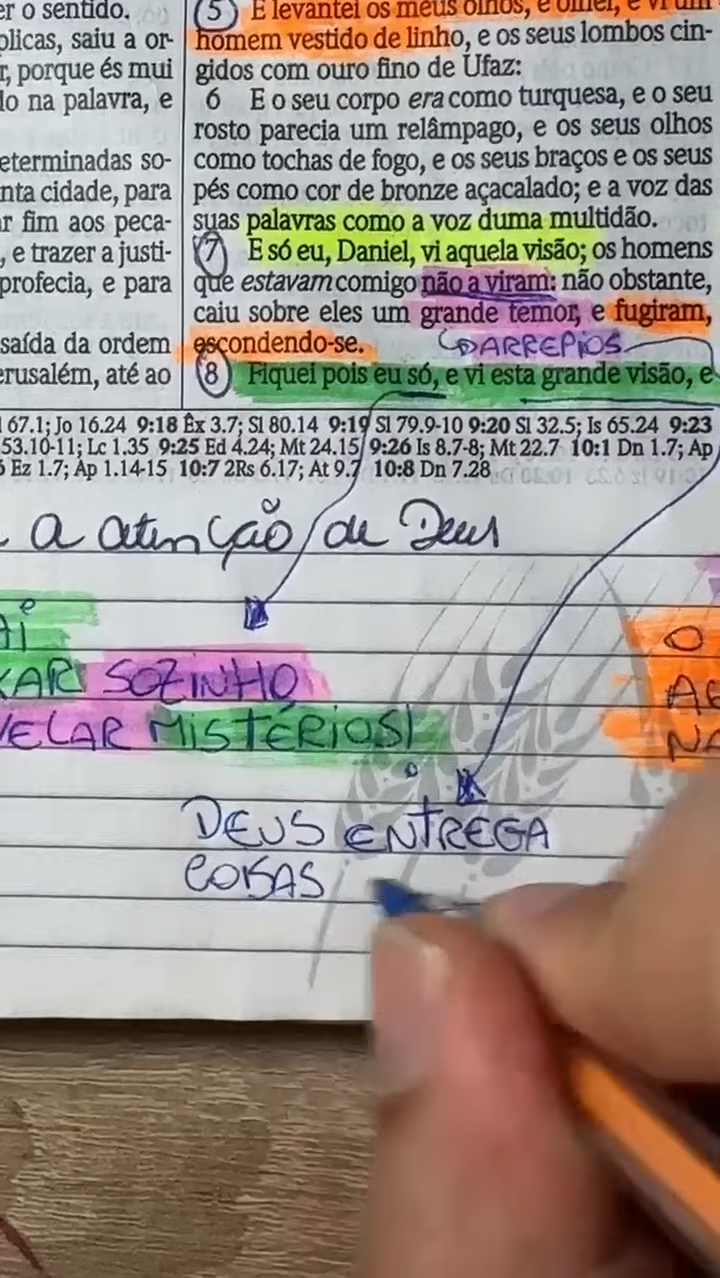 er o sentido.
plicas, saiu a or-
r, porque és mui
do na palavra, e
eterminadas so-
nta cidade, para
ar fim aos peca-
, e trazer a justi-
profecia, e para
saída da ordem
erusalém, até ao
5 E levantei os meus olhos, e olhei, e vi um
homem vestido de linho, e os seus lombos cin-
gidos com ouro fino de Ufaz:
6 E o seu corpo era como turquesa, e o seu
rosto parecia um relâmpago, e os seus olhos
como tochas de fogo, e os seus braços e os seus
pés como cor de bronze açacalado; e a voz das
suas palavras como a voz duma multidão.
7 E só eu, Daniel, vi aquela visão; os homens
que estavam comigo não a viram: não obstante,
caiu sobre eles um grande temor, e fugiram,
escondendo-se.
ARREPIOS
8 Fiquei pois eu só, e vi esta grande visão, e
67.1; Jo 16.24 9:18 Êx 3.7; Sl 80.14 9:19 Sl 79.9-10 9:20 Sl 32.5; Is 65.24 9:23
53.10-11; Lc 1.35 9:25 Ed 4.24; Mt 24.15 9:26 Is 8.7-8; Mt 22.7 10:1 Dn 1.7; Ap
6 Ez 1.7; Ap 1.14-15 10:7 2Rs 6.17; At 9.7 10:8 Dn 7.28
a atenção de Deus
CAR SOZINHO
VELAR MISTÉRIOS!
O
AG
NA
DEUS ENTREGA
COISAS